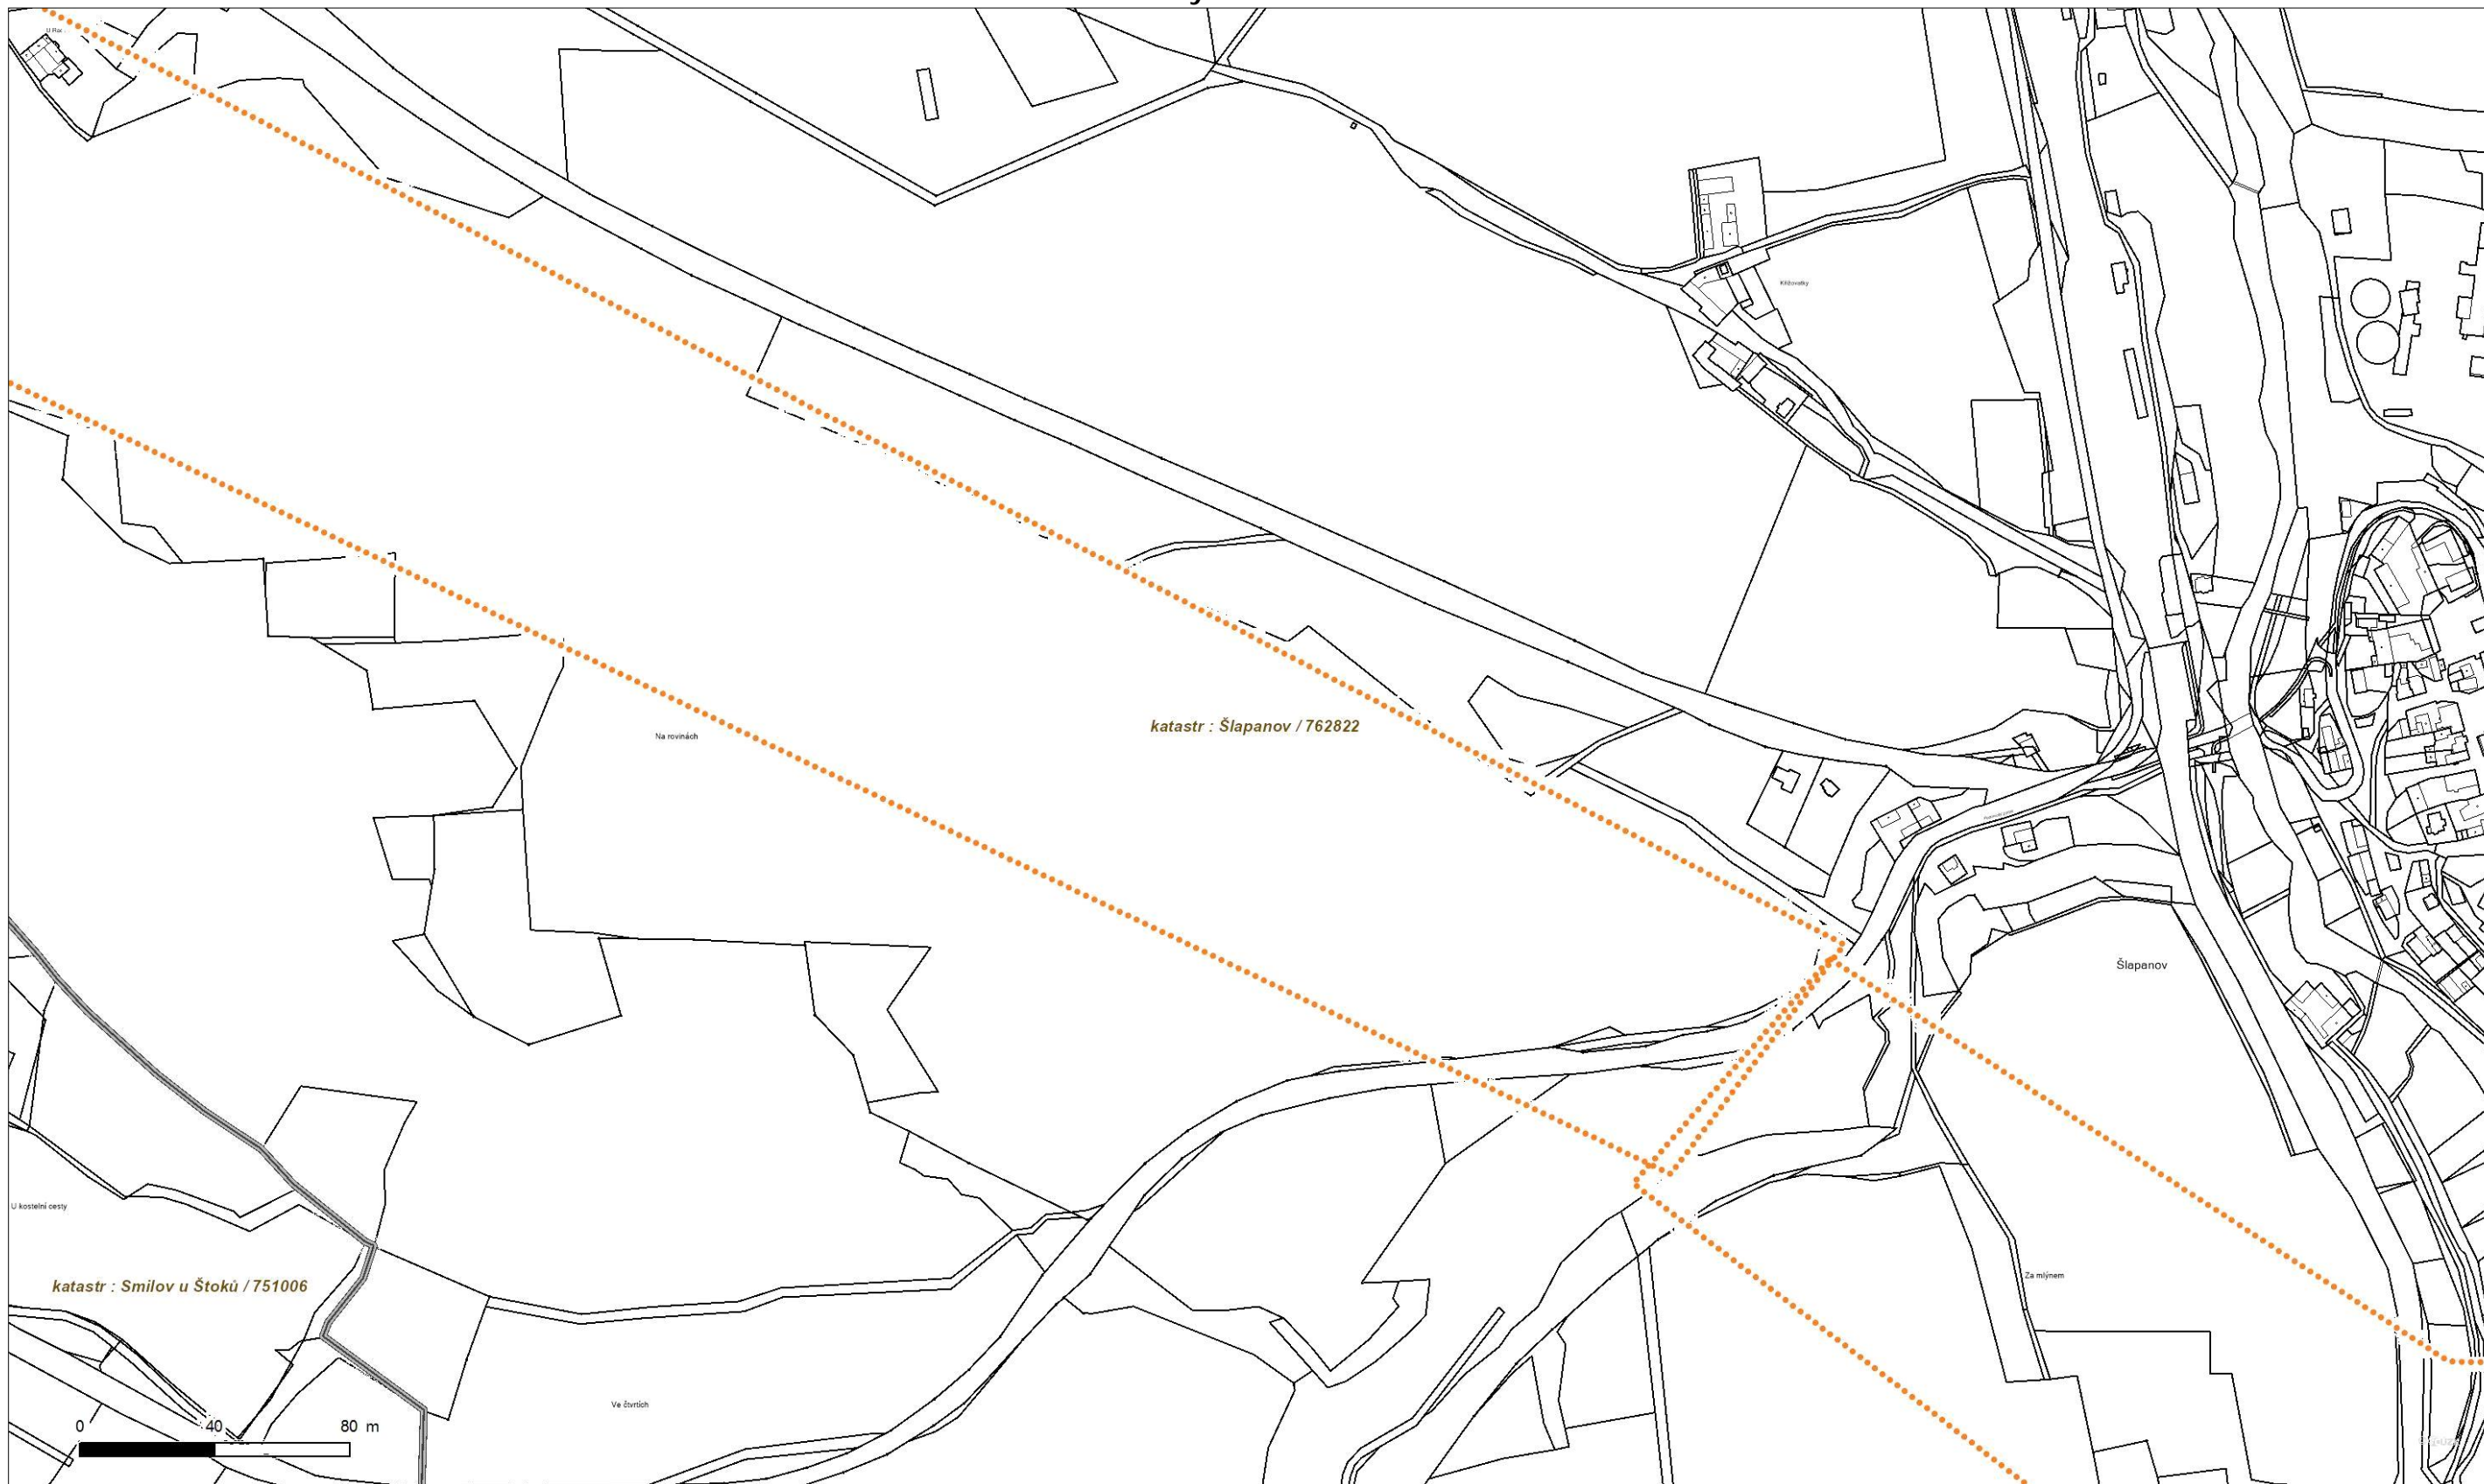 Křížovatky
katastr : Šlapanov / 762822
Na rovinách
Šlapanov
U kostelní cesty
Za mlýnem
katastr : Smilov u Štoků / 751006
Ve čtvrtích
0 40 80 m